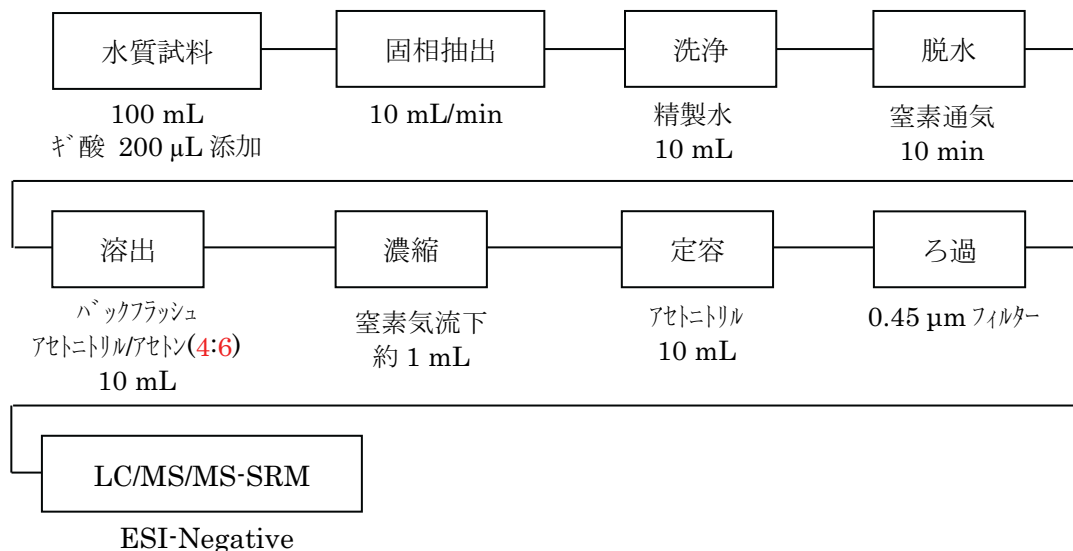 水質試料
固相抽出
洗浄
脱水
100 mL
ｷﾞ酸 200 µL 添加
10 mL/min
精製水
10 mL
窒素通気
10 min
溶出
濃縮
定容
ろ過
ﾊﾞｯｸﾌﾗｯｼｭ
ｱｾﾄﾆﾄﾘﾙ/ｱｾﾄﾝ(4:6)
10 mL
窒素気流下
約 1 mL
ｱｾﾄﾆﾄﾘﾙ
10 mL
0.45 µm ﾌｨﾙﾀｰ
LC/MS/MS-SRM
ESI-Negative